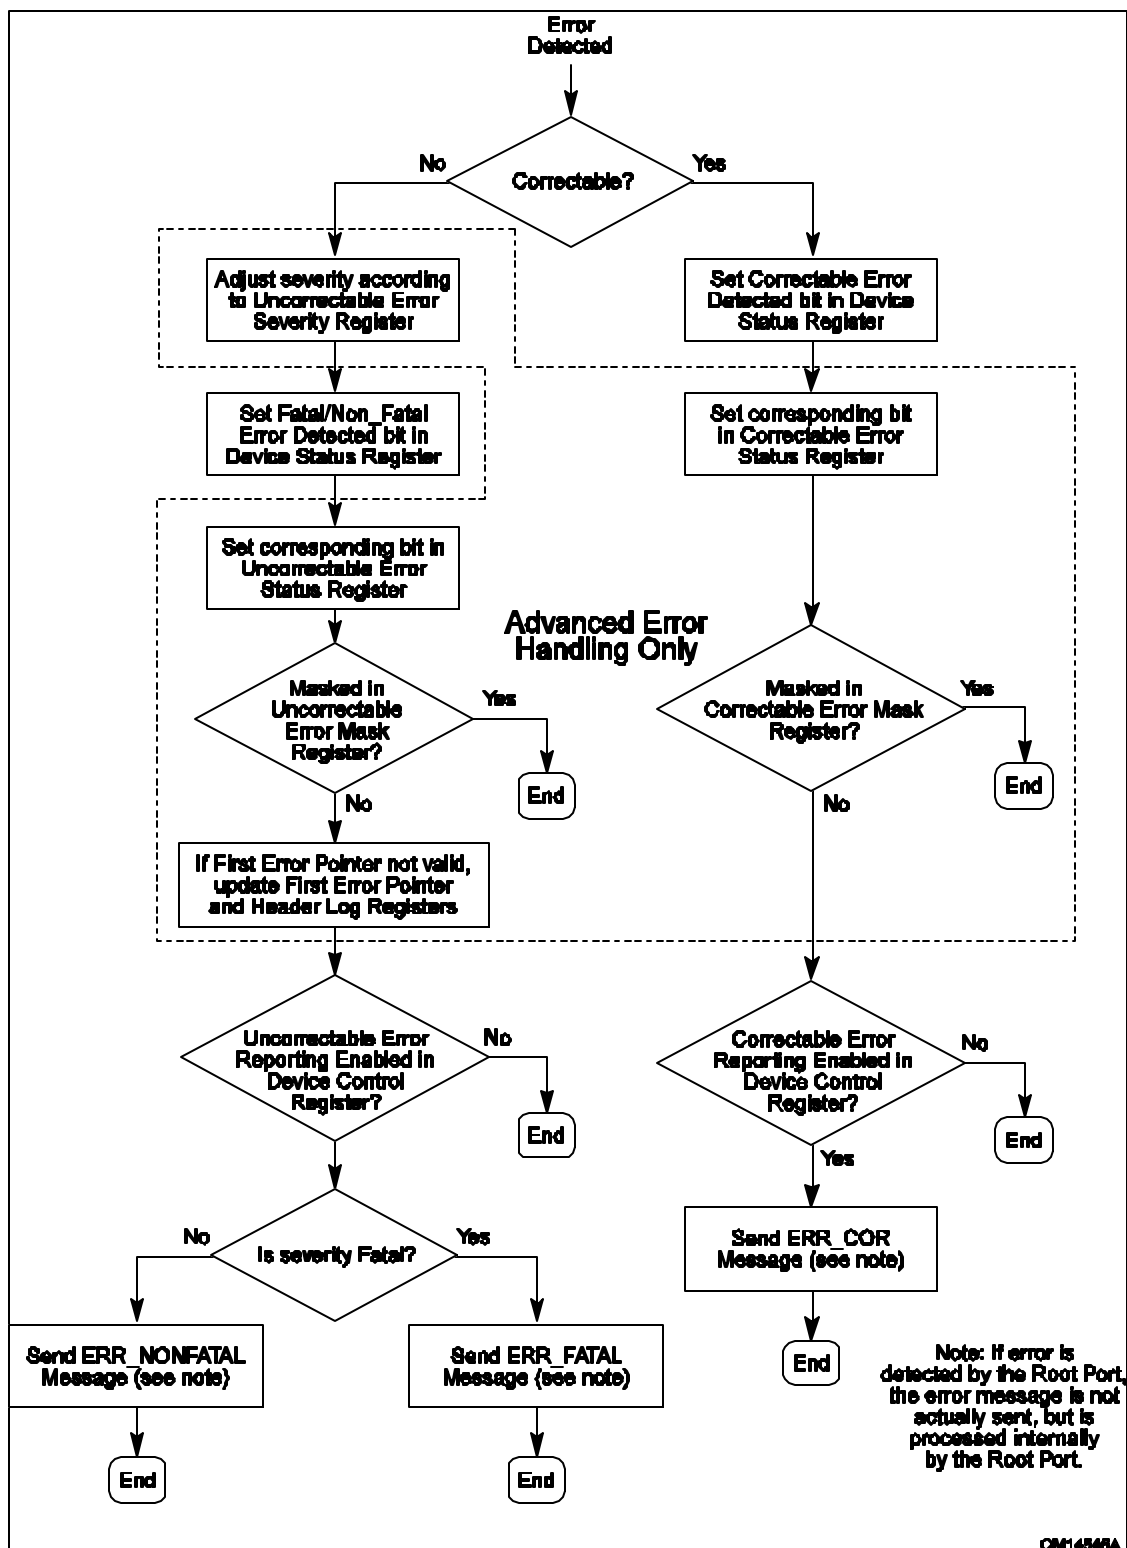 Error
Detected
No
Yes
Correctable?
Adjust severity according
to Uncorrectable Error
Severity Register
Set Correctable Error
Detected bit in Device
Status Register
Set Fatal/Non_Fatal
Error Detected bit in
Device Status Register
Set corresponding bit
in Correctable Error
Status Register
Set corresponding bit in
Uncorrectable Error
Status Register
Advanced Error
Handling Only
Masked in
Uncorrectable
Error Mask
Register?
Yes
End
No
Masked in
Correctable Error Mask
Register?
Yes
End
No
If First Error Pointer not valid,
update First Error Pointer
and Header Log Registers
Uncorrectable Error
Reporting Enabled in
Device Control
Register?
No
End
Correctable Error
Reporting Enabled in
Device Control
Register?
No
End
Yes
No
Is severity Fatal?
Yes
Send ERR_COR
Message (see note)
End
Send ERR_NONFATAL
Message (see note)
End
Send ERR_FATAL
Message (see note)
End
Note: If error is
detected by the Root Port,
the error message is not
actually sent, but is
processed internally
by the Root Port.